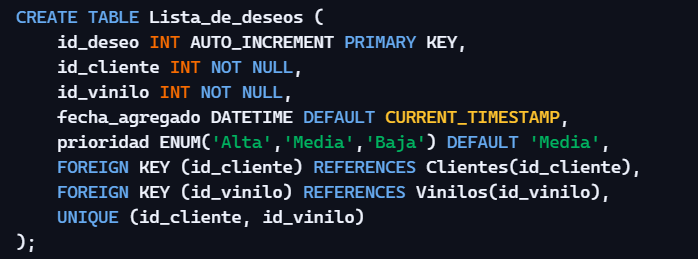 CREATE TABLE Lista_de_deseos (
    id_deseo INT AUTO_INCREMENT PRIMARY KEY,
    id_cliente INT NOT NULL,
    id_vinilo INT NOT NULL,
    fecha_agregado DATETIME DEFAULT CURRENT_TIMESTAMP,
    prioridad ENUM('Alta','Media','Baja') DEFAULT 'Media',
    FOREIGN KEY (id_cliente) REFERENCES Clientes(id_cliente),
    FOREIGN KEY (id_vinilo) REFERENCES Vinilos(id_vinilo),
    UNIQUE (id_cliente, id_vinilo)
);